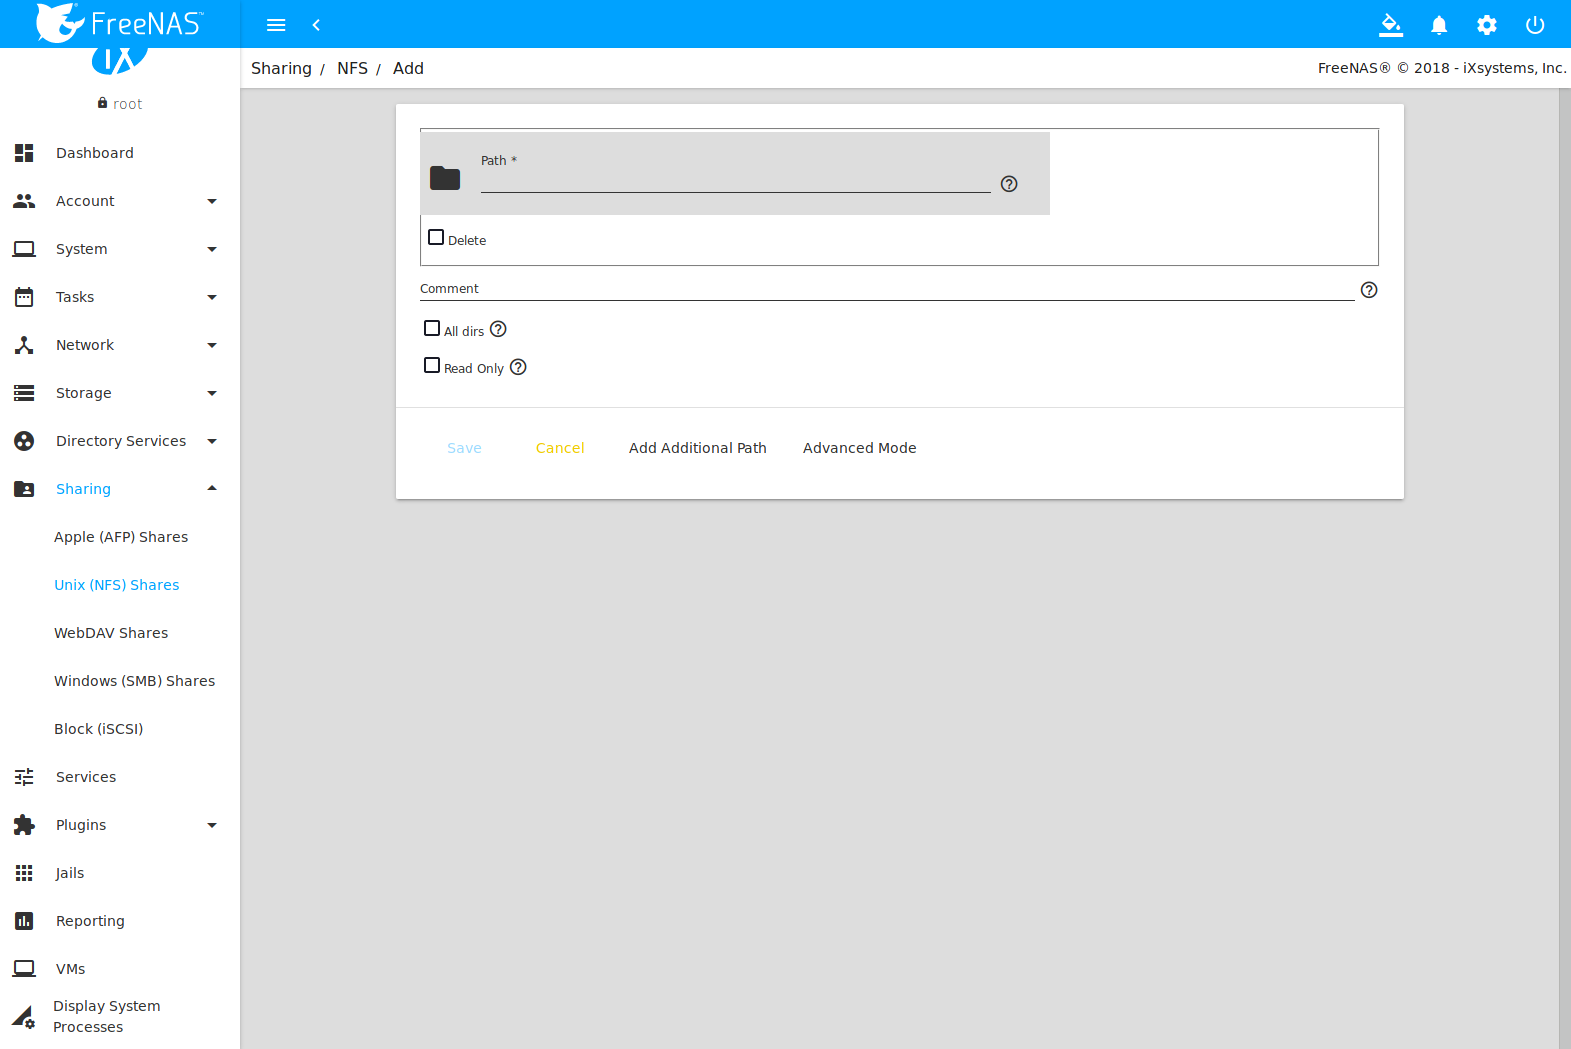 FreeNAS™
Sharing / NFS / Add
FreeNAS® © 2018 - iXsystems, Inc.
iX
root
Dashboard
Account
System
Tasks
Network
Storage
Directory Services
Sharing
Apple (AFP) Shares
Unix (NFS) Shares
WebDAV Shares
Windows (SMB) Shares
Block (iSCSI)
Services
Plugins
Jails
Reporting
VMs
Display System
Processes
Path *
Delete
Comment
All dirs
Read Only
Save Cancel Add Additional Path Advanced Mode